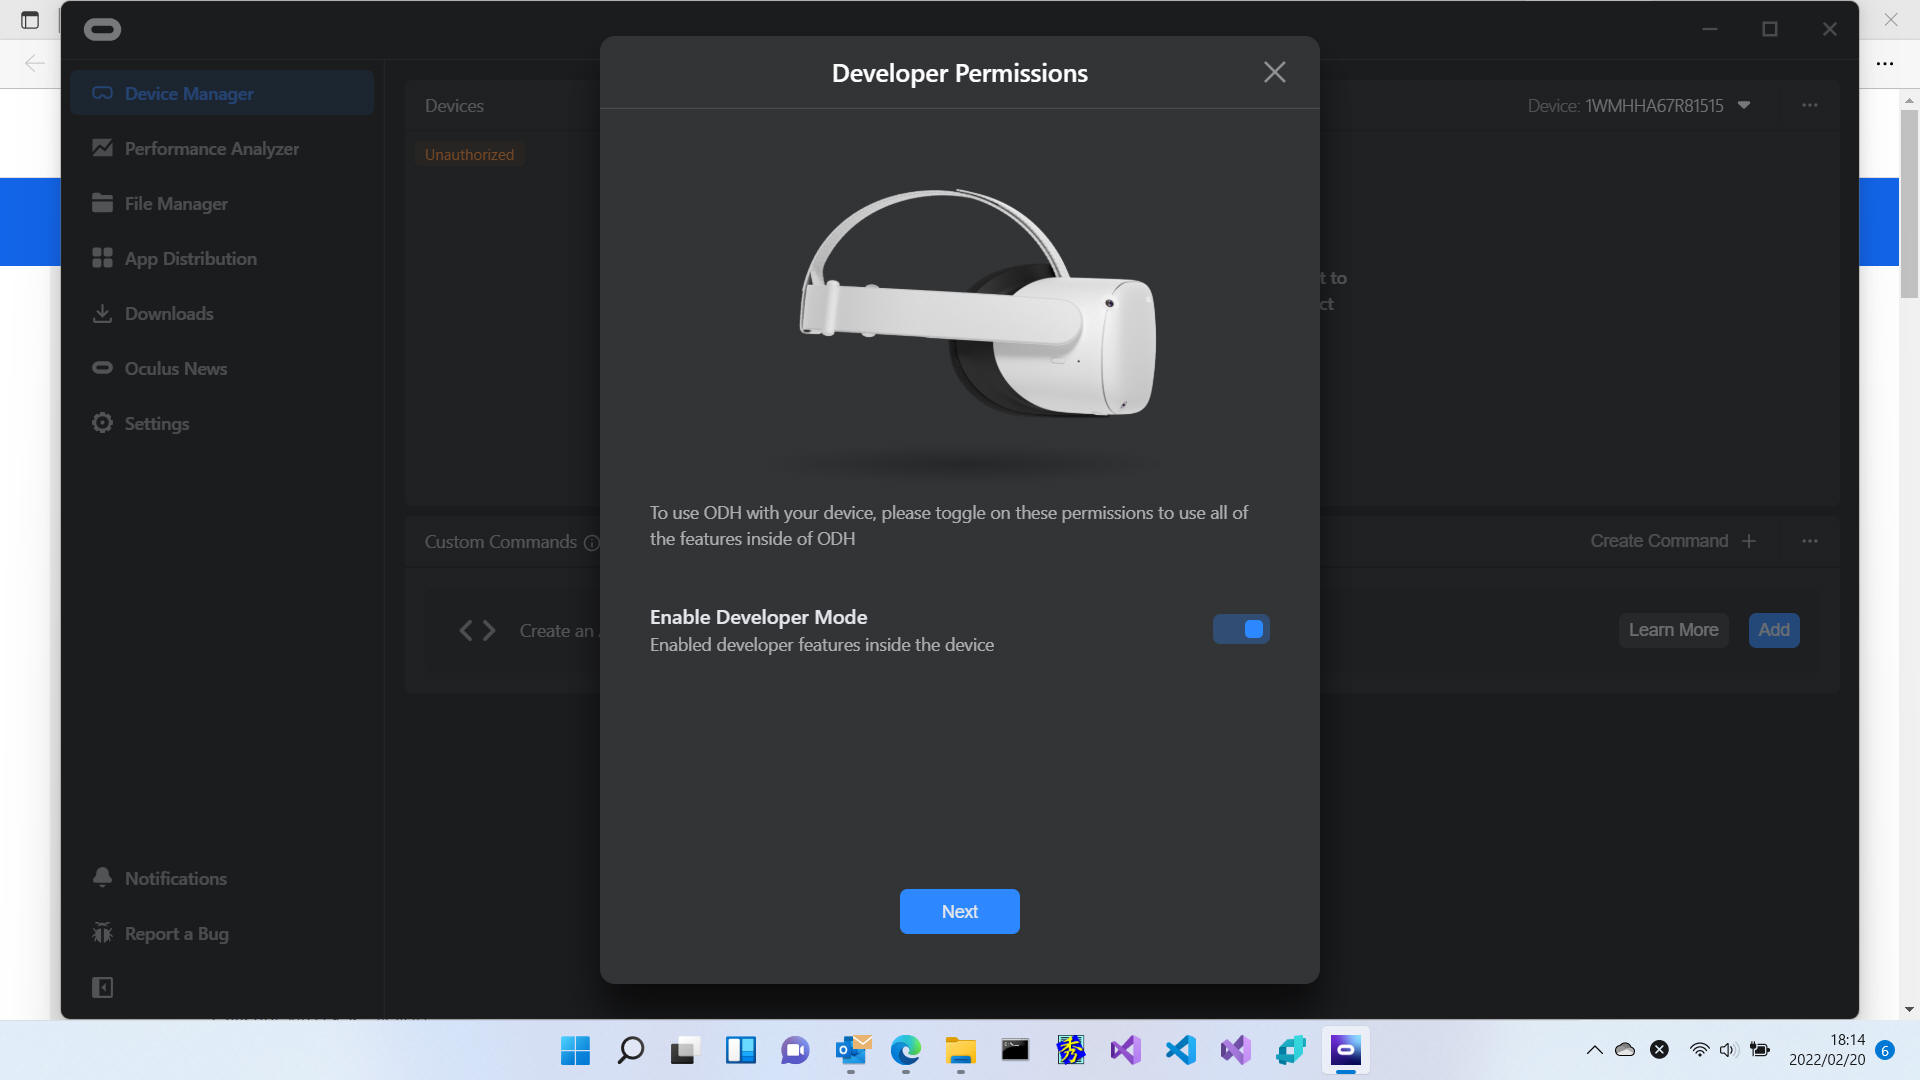 Developer Permissions
Device Manager
Performance Analyzer
File Manager
App Distribution
Downloads
Oculus News
Settings
Notifications
Report a Bug
Devices
Device: 1WMHHA67R81515
Unauthorized
t to
ct
To use ODH with your device, please toggle on these permissions to use all of
the features inside of ODH
Custom Commands
Create Command
Create an
Learn More
Add
Enable Developer Mode
Enabled developer features inside the device
Next
秀
18:14
2022/02/20
6